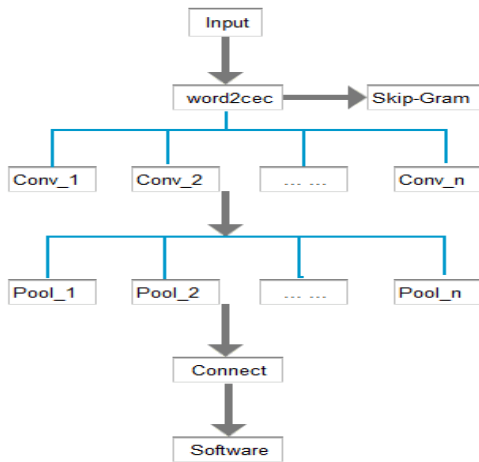 Input
word2cec
Skip-Gram
Conv_1
Conv_2
... ...
Conv_n
Pool_1
Pool_2
... ...
Pool_n
Connect
Software